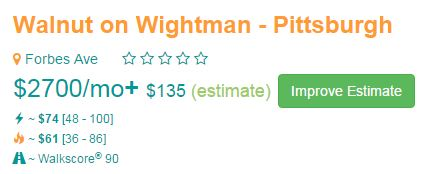 Walnut on Wightman - Pittsburgh
Forbes Ave
$2700/mo+ $135 (estimate) Improve Estimate
~ $74 [48 - 100]
~ $61 [36 - 86]
~ Walkscore® 90